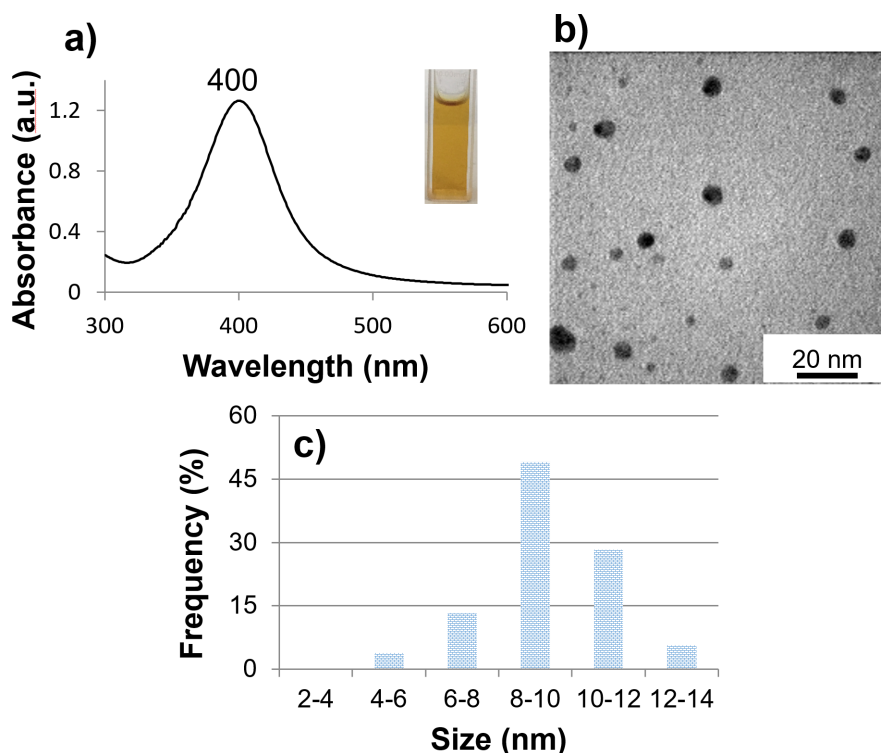 a)
400
1.2
0.8
0.4
0
300 400 500 600
Absorbance (a.u.)
Wavelength (nm)
b)
20 nm
c)
60
45
30
15
0
2-4 4-6 6-8 8-10 10-12 12-14
Frequency (%)
Size (nm)